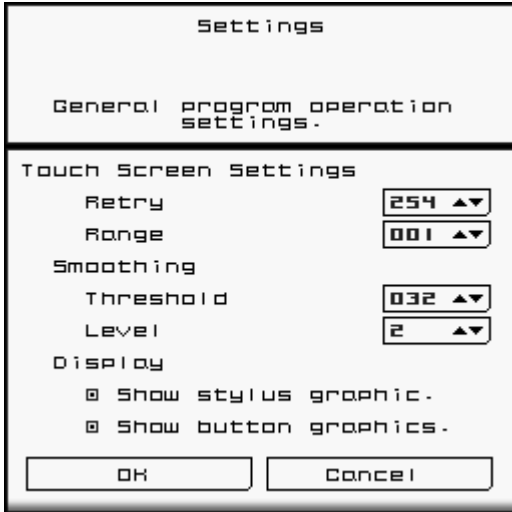 Settings
General program operation
settings.
Touch Screen Settings
Retry 254
Range 001
Smoothing
Threshold 032
Level 2
Display
Show stylus graphic.
Show button graphics.
OK Cancel